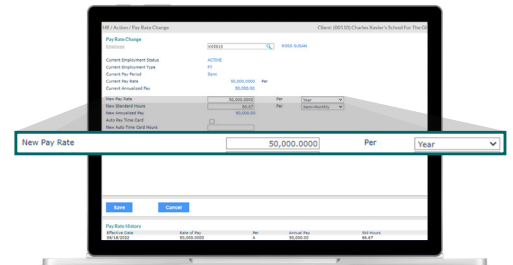 HR / Action / Pay Rate Change Client: (00110) Charles Xavier's School For The Gi
Pay Rate Change
Employee H00019 ROSS SUSAN
Current Employment Status ACTIVE
Current Employment Type FT
Current Pay Period Semi
Current Pay Rate 50,000.0000 Per
Current Annualized Pay 50,000.00
New Pay Rate 50,000.0000 Per Year
New Standard Hours 86.67 Per Semi-Monthly
New Annualized Pay 50,000.00
Auto Pay Time Card
New Auto Time Card Hours
New Pay Rate 50,000.0000 Per Year
Save Cancel
Pay Rate History
Effective Date Rate of Pay Per Annual Pay Std Hours
50,000.0000 A 50,000.00 86.67